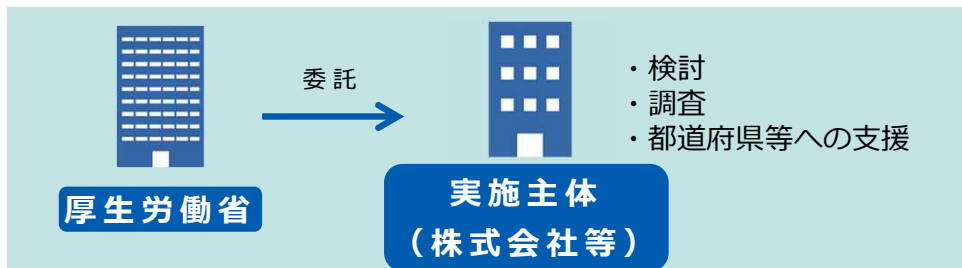 委託
・検討
・調査
・都道府県等への支援
厚生労働省
実施主体
（株式会社等）